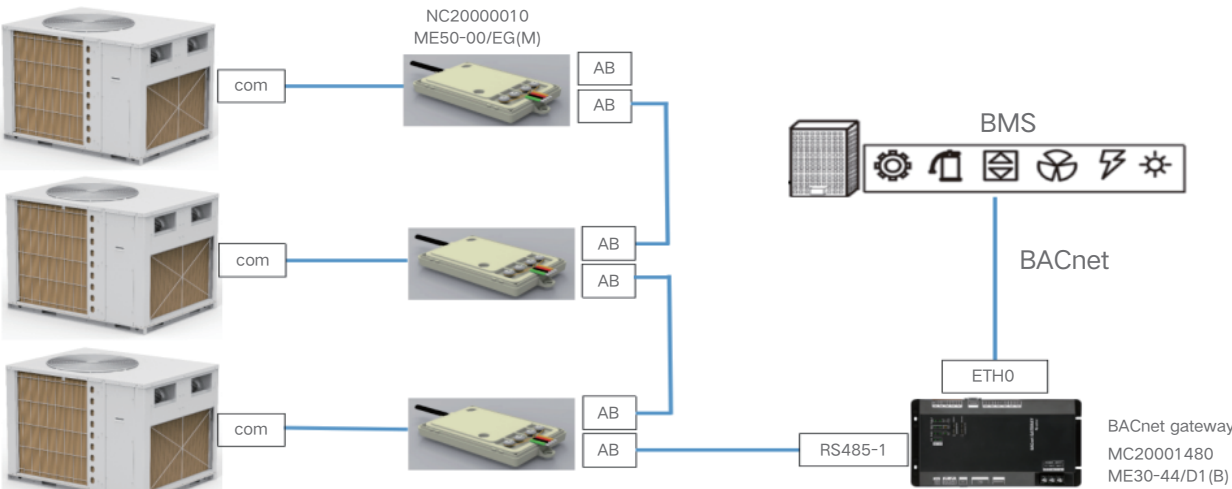 NC20000010
ME50-00/EG(M)
com
AB
AB
BMS
com
AB
AB
BACnet
ETH0
com
AB
AB
RS485-1
BACnet gateway
MC20001480
ME30-44/D1(B)